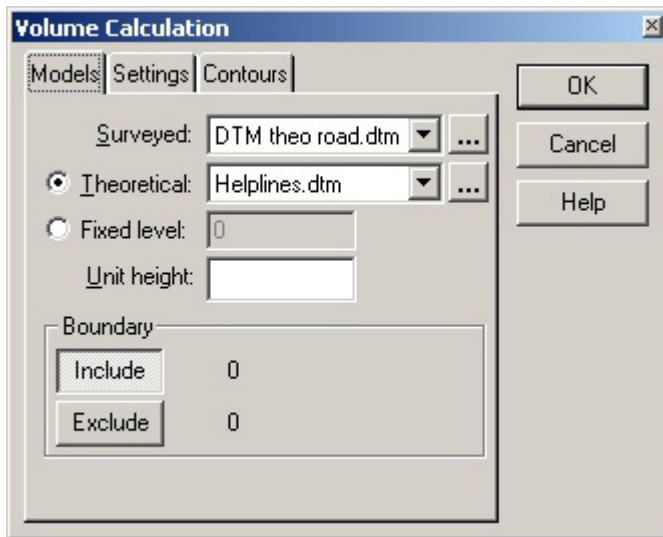 Volume Calculation
Models Settings Contours
Surveyed: DTM theo road.dtm ...
Theoretical: Helplines.dtm ...
Fixed level: 0
Unit height:
Boundary
Include 0
Exclude 0
OK
Cancel
Help